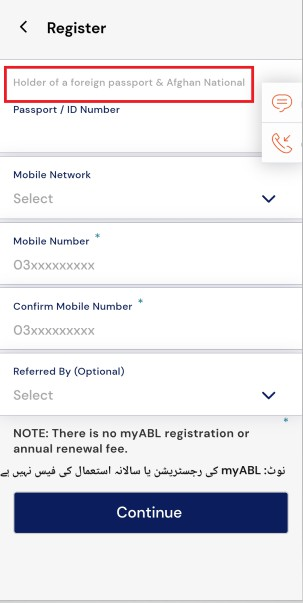 Register
Holder of a foreign passport & Afghan National
Passport / ID Number
Mobile Network
Select
Mobile Number *
03xxxxxxxxx
Confirm Mobile Number *
03xxxxxxxxx
Referred By (Optional)
Select
*
NOTE: There is no myABL registration or
annual renewal fee.
نوٹ: myABL کی رجسٹریشن یا سالانہ استعمال کی فیس نہیں ہے
Continue